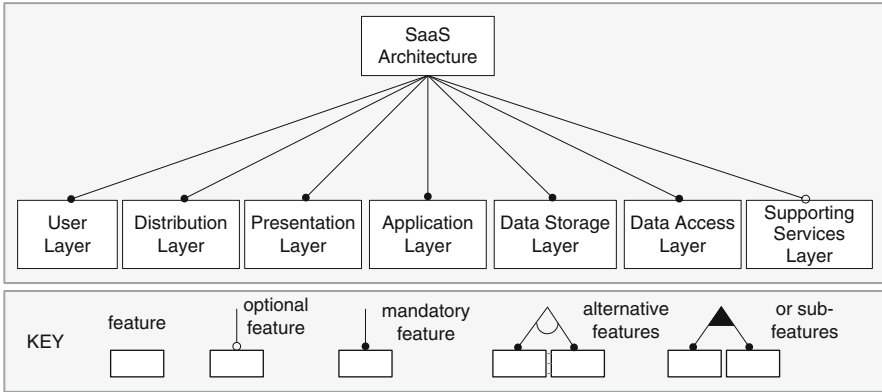 SaaS
Architecture
User
Layer
Distribution
Layer
Presentation
Layer
Application
Layer
Data Storage
Layer
Data Access
Layer
Supporting
Services
Layer
KEY
feature
optional
feature
mandatory
feature
alternative
features
or sub-
features